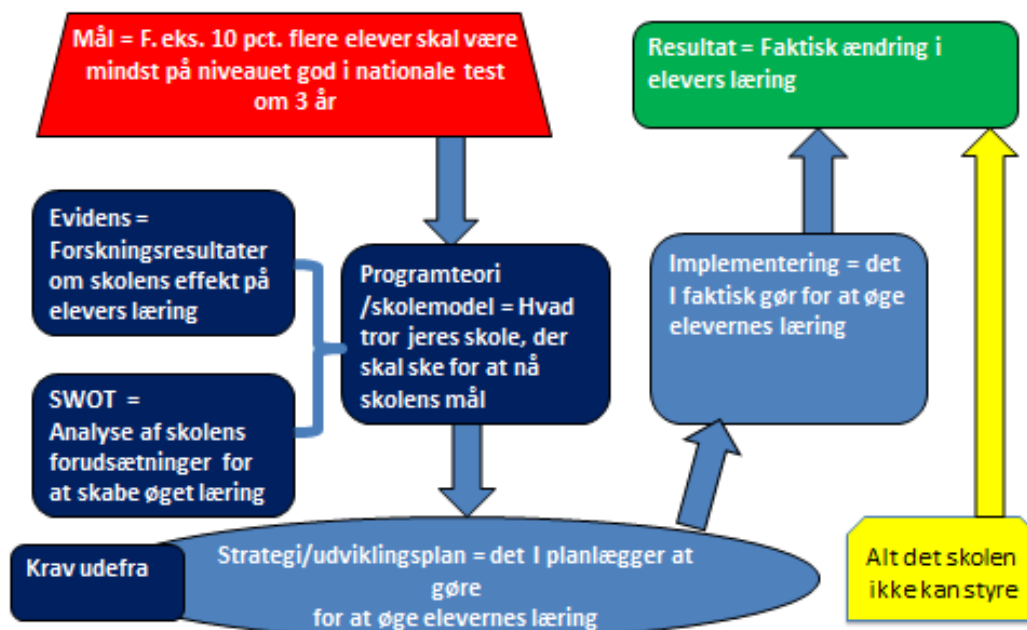 Mål = F. eks. 10 pct. flere elever skal være
mindst på niveauet god i nationale test
om 3 år
Resultat = Faktisk ændring i
elevers læring
Evidens =
Forskningsresultater
om skolens effekt på
elevers læring
Programteori
/skolemodel = Hvad
tror jeres skole, der
skal ske for at nå
skolens mål
Implementering = det
I faktisk gør for at øge
elevernes læring
SWOT =
Analyse af skolens
forudsætninger for
at skabe øget læring
Krav udefra
Strategi/udviklingsplan = det I planlægger at
gøre
for at øge elevernes læring
Alt det skolen
ikke kan styre